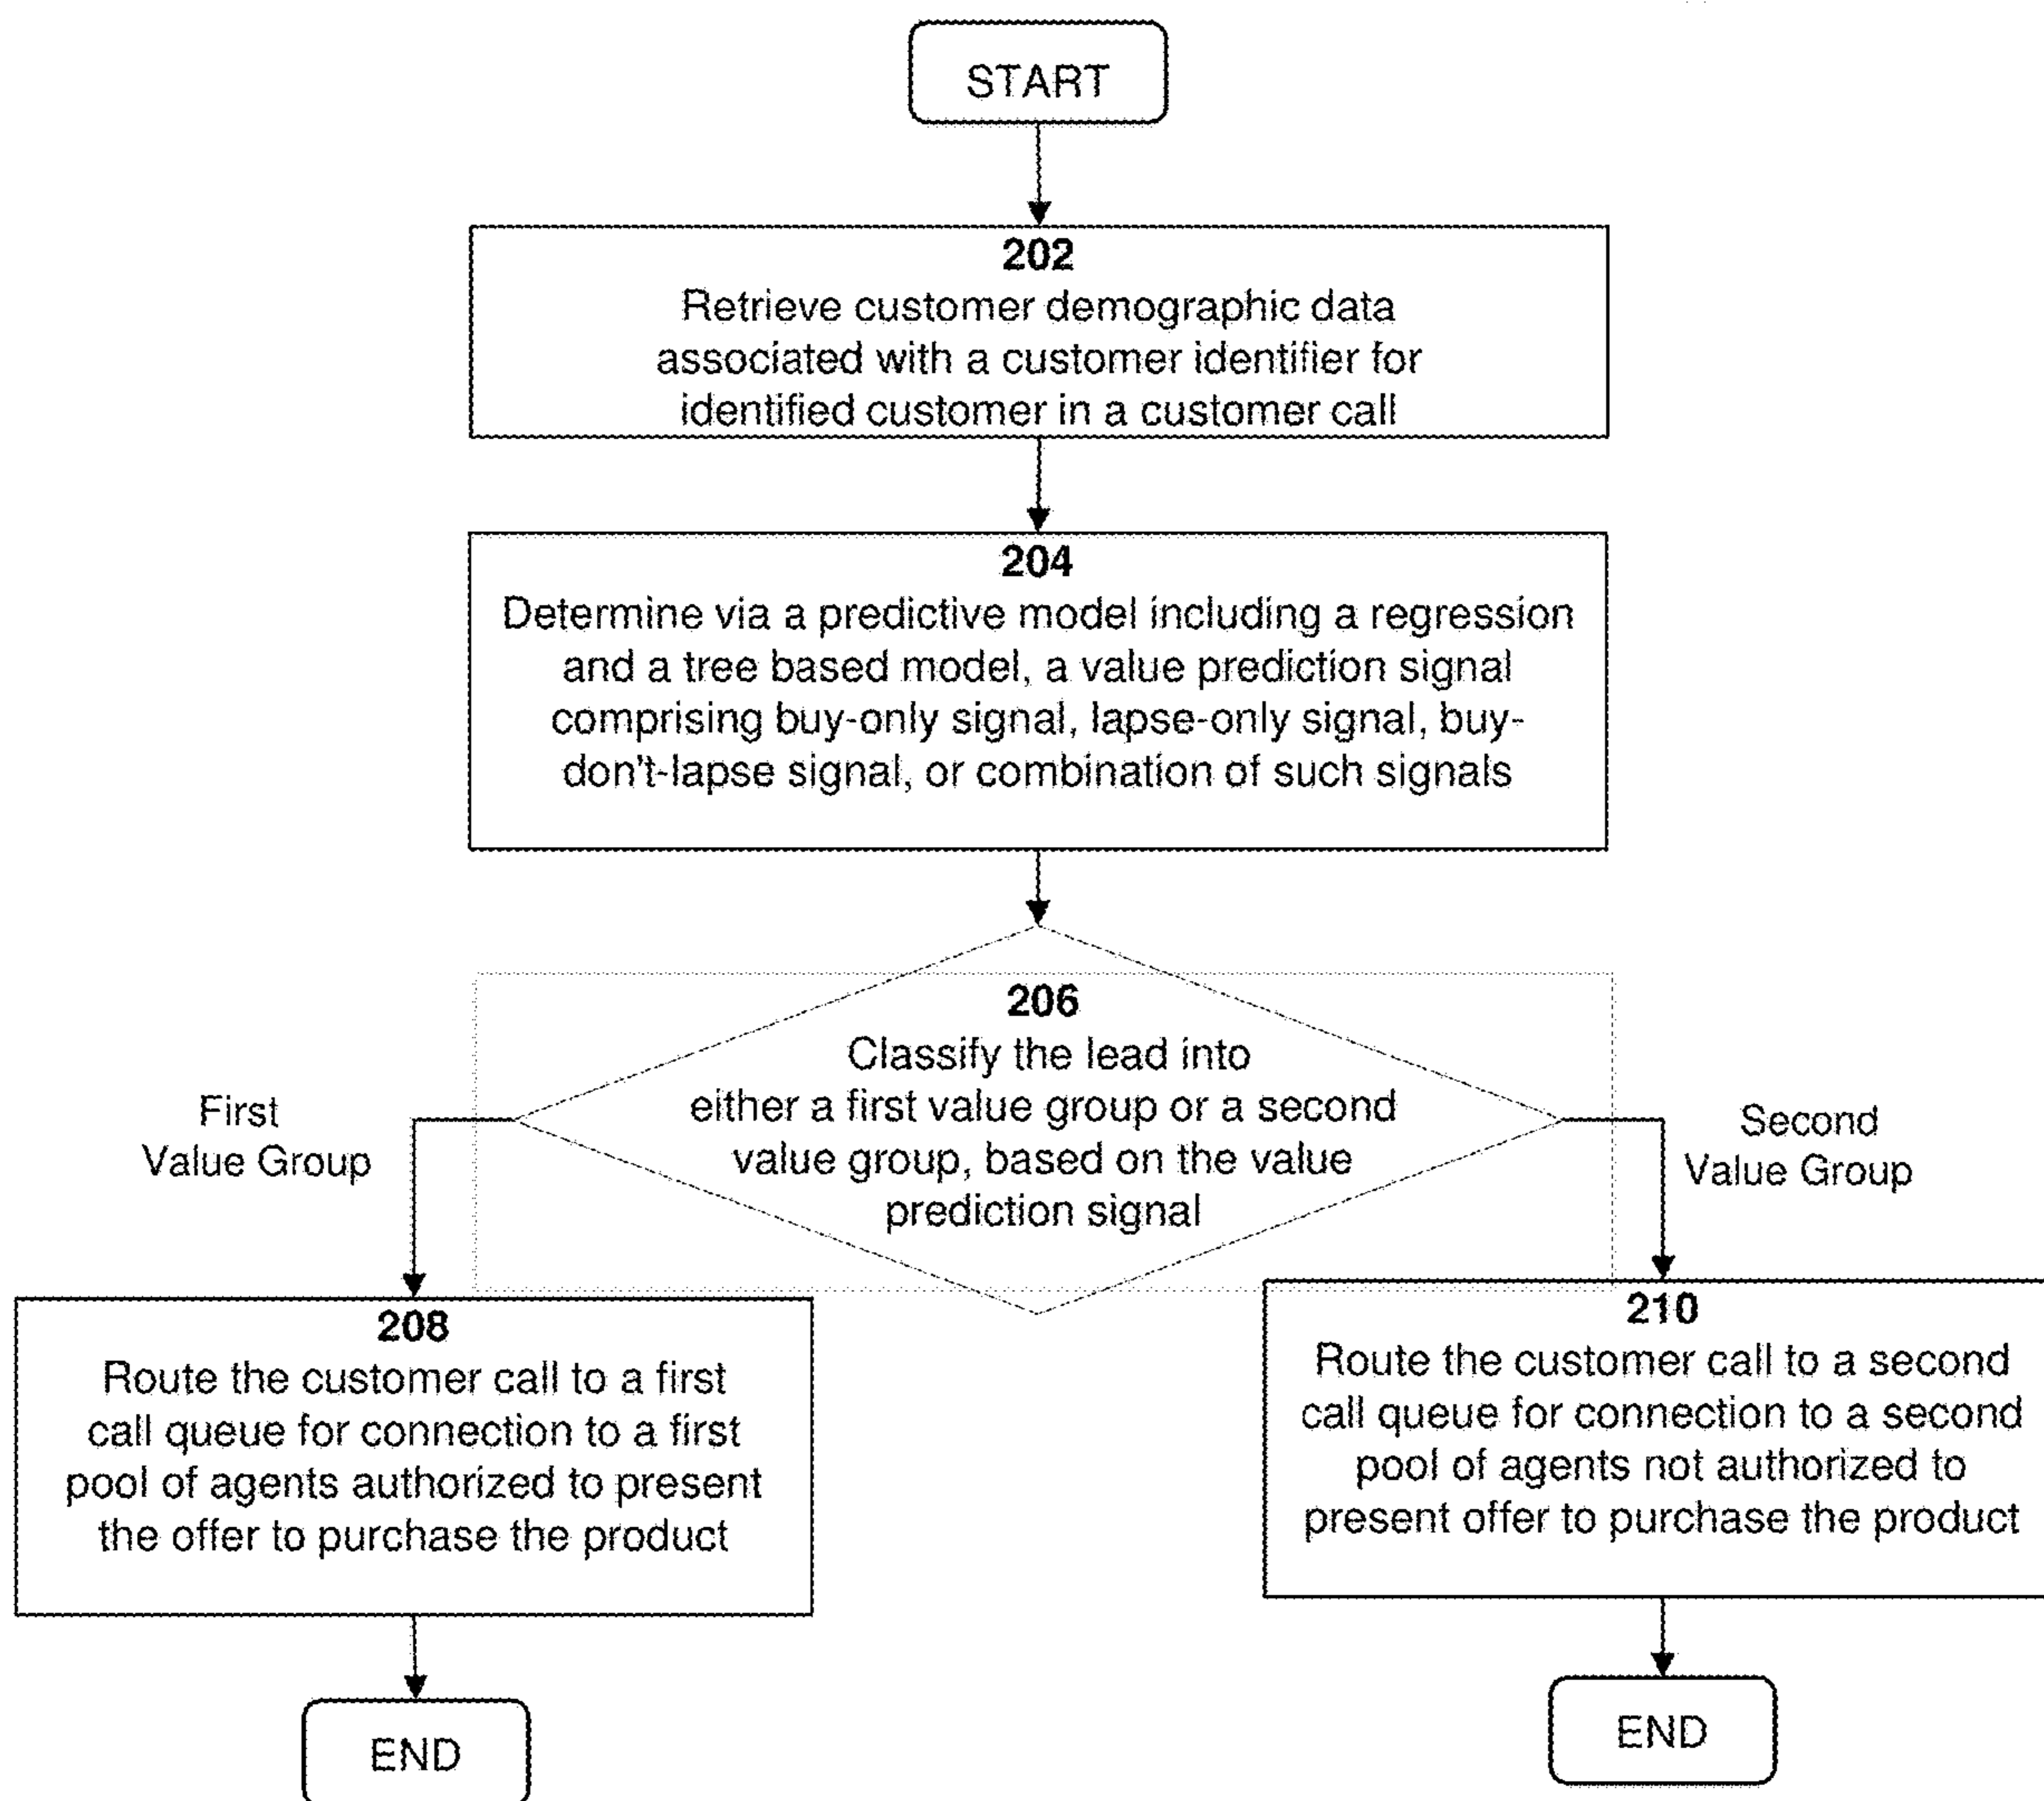 START
202
Retrieve customer demographic data
associated with a customer identifier for
identified customer in a customer call
204
Determine via a predictive model including a regression
and a tree based model, a value prediction signal
comprising buy-only signal, lapse-only signal, buy-
don't-lapse signal, or combination of such signals
206
Classify the lead into
either a first value group or a second
value group, based on the value
prediction signal
First
Value Group
Second
Value Group
208
Route the customer call to a first
call queue for connection to a first
pool of agents authorized to present
the offer to purchase the product
210
Route the customer call to a second
call queue for connection to a second
pool of agents not authorized to
present offer to purchase the product
END
END